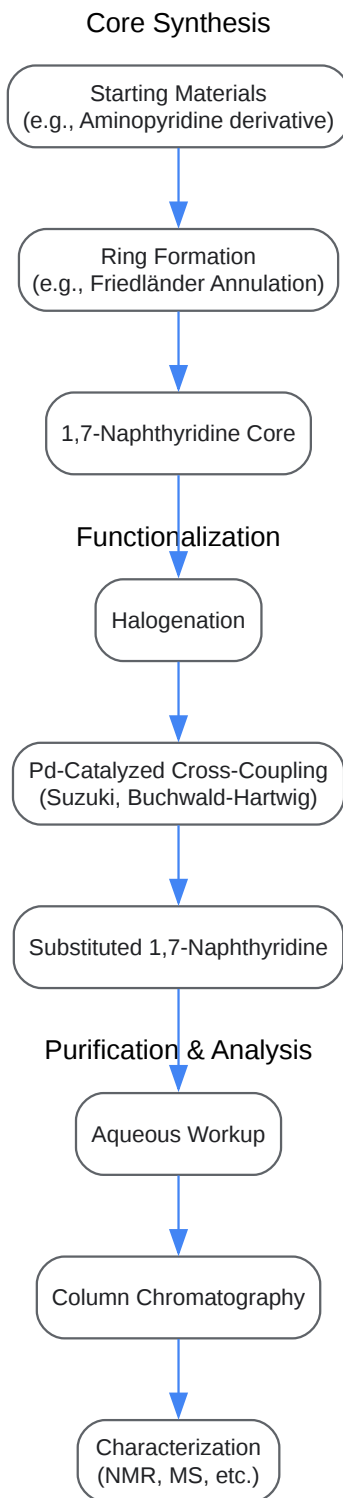 Core Synthesis
Starting Materials
(e.g., Aminopyridine derivative)
Ring Formation
(e.g., Friedländer Annulation)
1,7-Naphthyridine Core
Functionalization
Halogenation
Pd-Catalyzed Cross-Coupling
(Suzuki, Buchwald-Hartwig)
Substituted 1,7-Naphthyridine
Purification & Analysis
Aqueous Workup
Column Chromatography
Characterization
(NMR, MS, etc.)